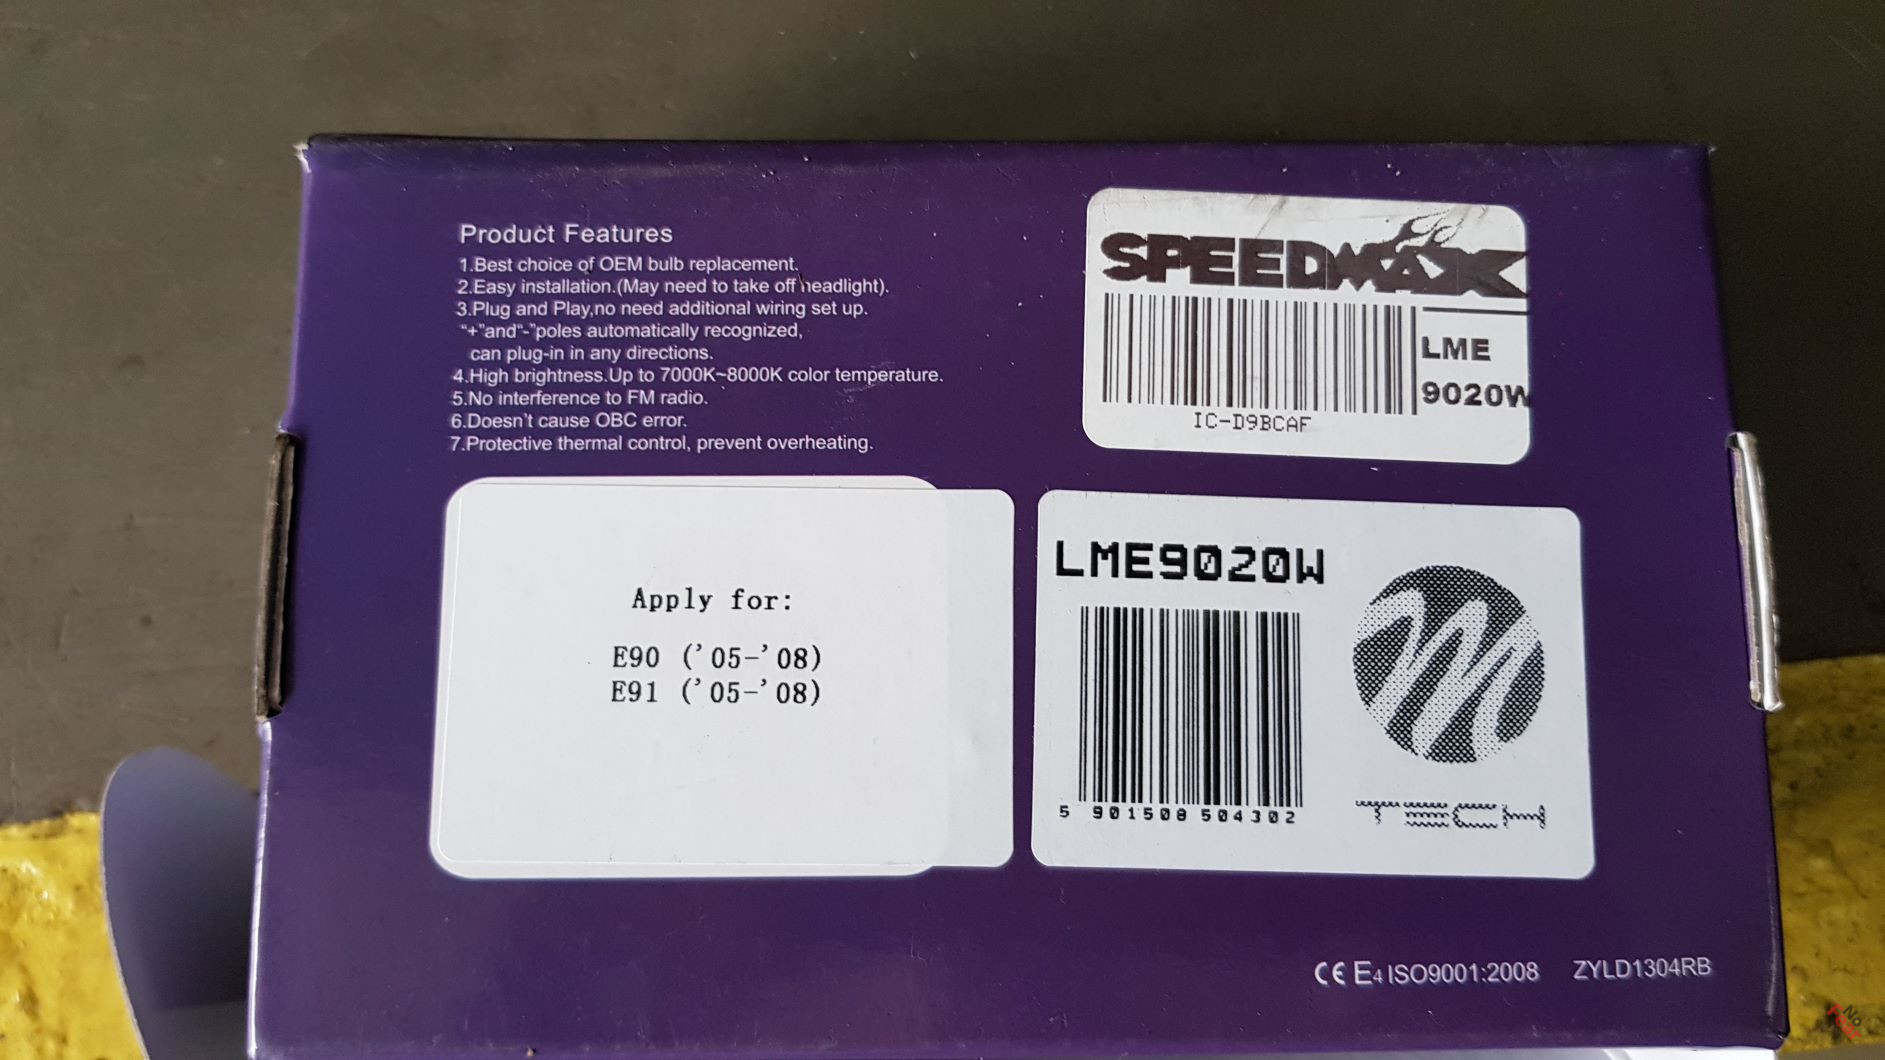 Product Features
1.Best choice of OEM bulb replacement.
2.Easy installation.(May need to take off headlight).
3.Plug and Play,no need additional wiring set up.
"+"and"-"poles automatically recognized,
can plug-in in any directions.
4.High brightness.Up to 7000K~8000K color temperature.
5.No interference to FM radio.
6.Doesn't cause OBC error.
7.Protective thermal control, prevent overheating.
SPEEDMAX
LME
9020W
IC-D9BCAF
Apply for:
E90 ('05-'08)
E91 ('05-'08)
LME9020W
5 901508 504302
M
TECH
CE E4 ISO9001:2008 ZYLD1304RB